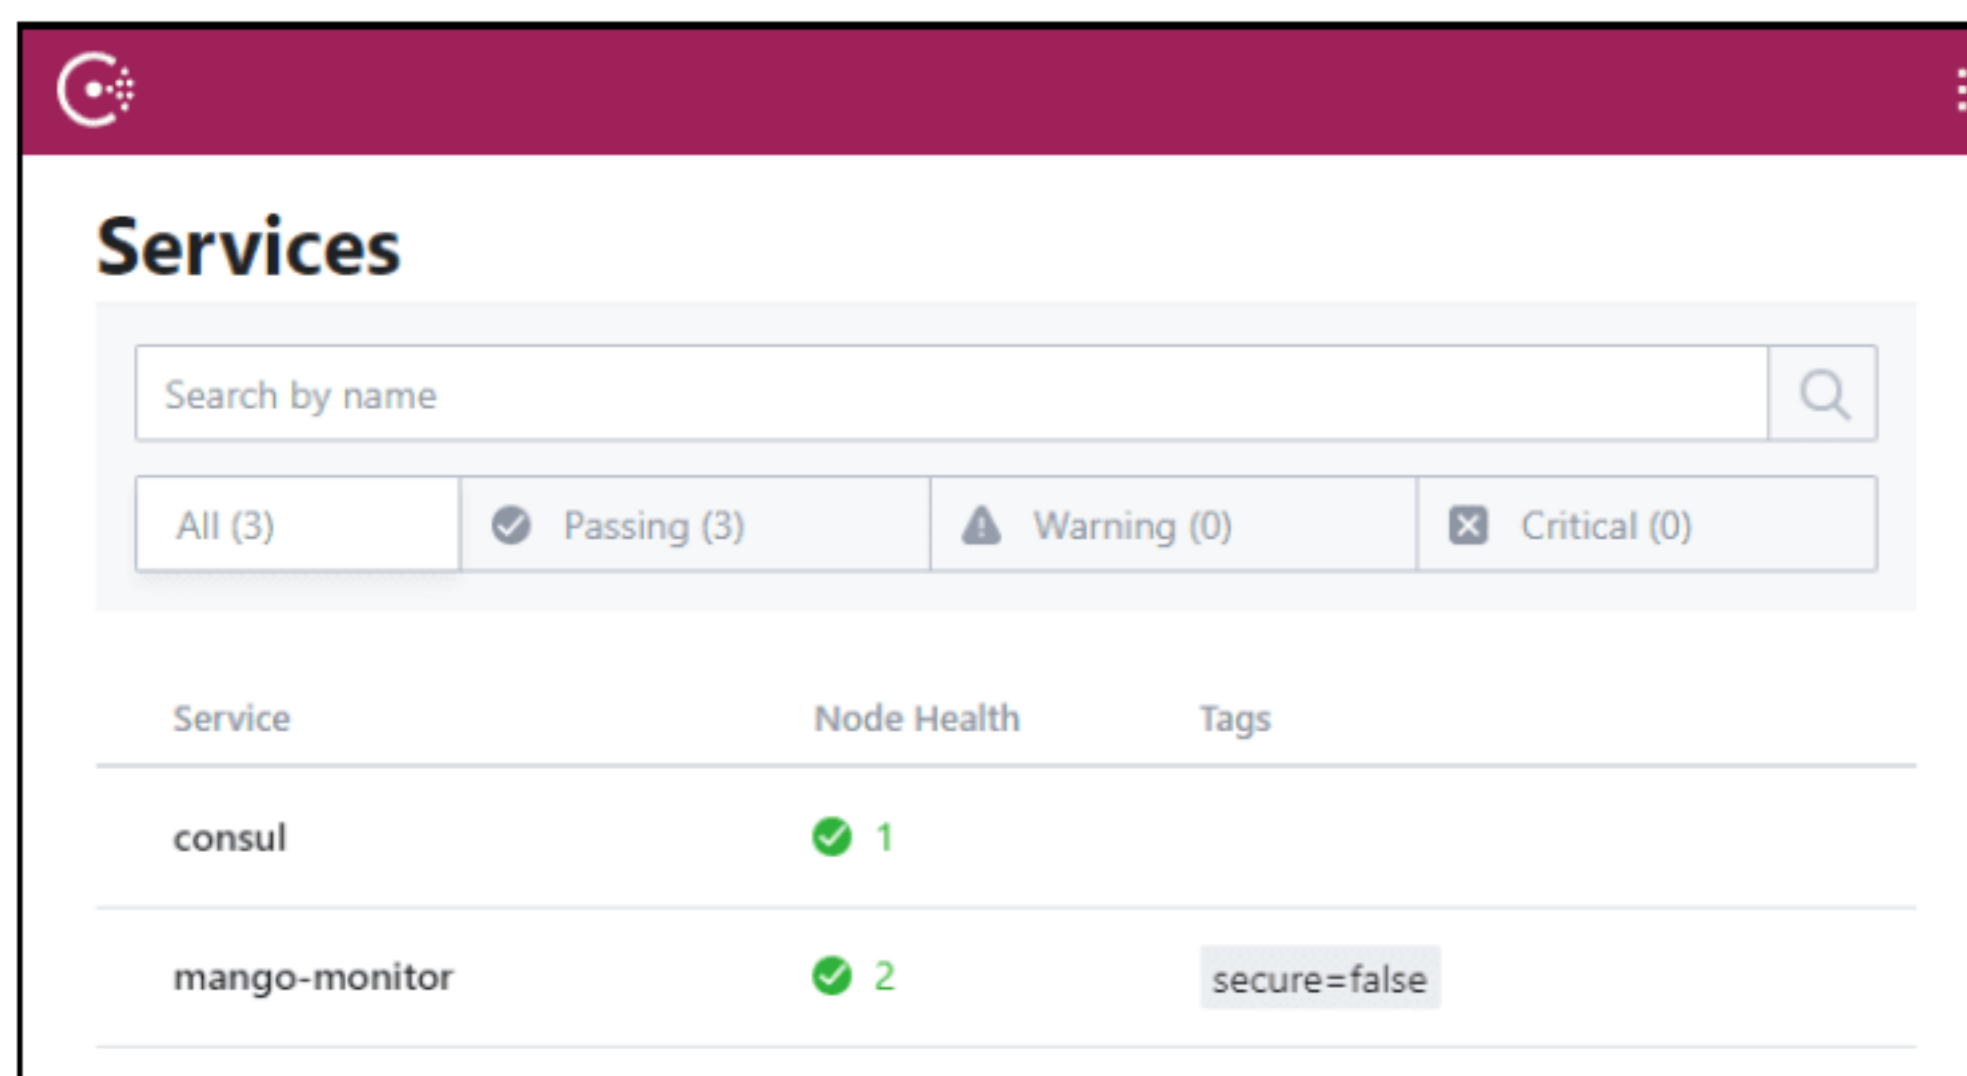 Services
Search by name
All (3) Passing (3) Warning (0) Critical (0)
Service Node Health Tags
consul 1
mango-monitor 2 secure=false